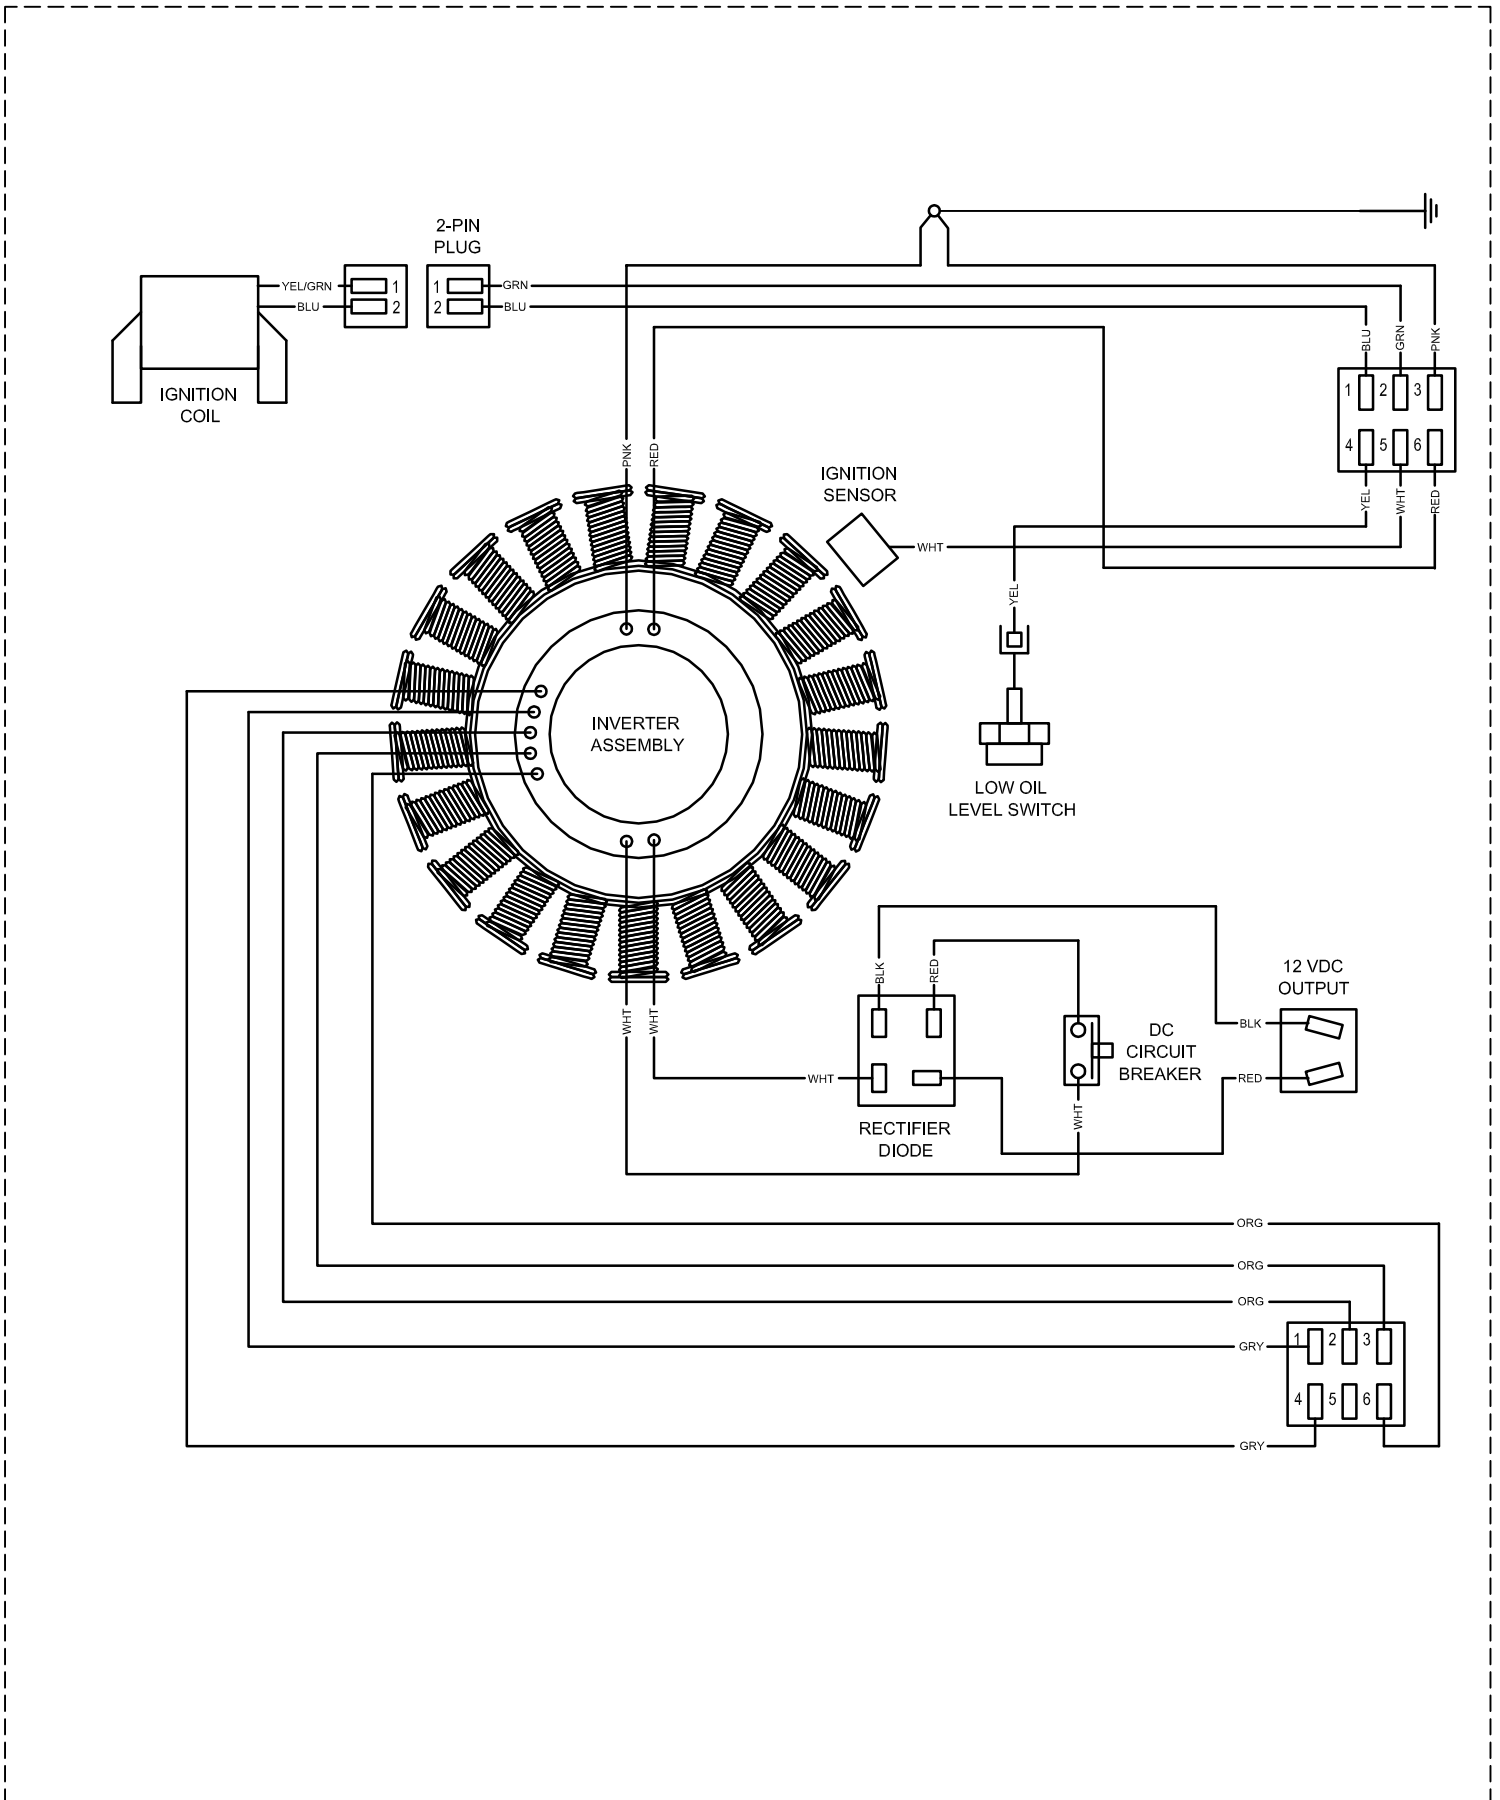 2-PIN
PLUG
YEL/GRN
1
1
GRN
BLU
2
2
BLU
BLU
GRN
PNK
IGNITION
COIL
1
2
3
4
5
6
PNK
RED
IGNITION
SENSOR
YEL
WHT
RED
WHT
YEL
INVERTER
ASSEMBLY
LOW OIL
LEVEL SWITCH
BLK
RED
12 VDC
OUTPUT
WHT
WHT
DC
CIRCUIT
BREAKER
BLK
WHT
RED
WHT
RECTIFIER
DIODE
ORG
ORG
ORG
GRY
1
2
3
4
5
6
GRY